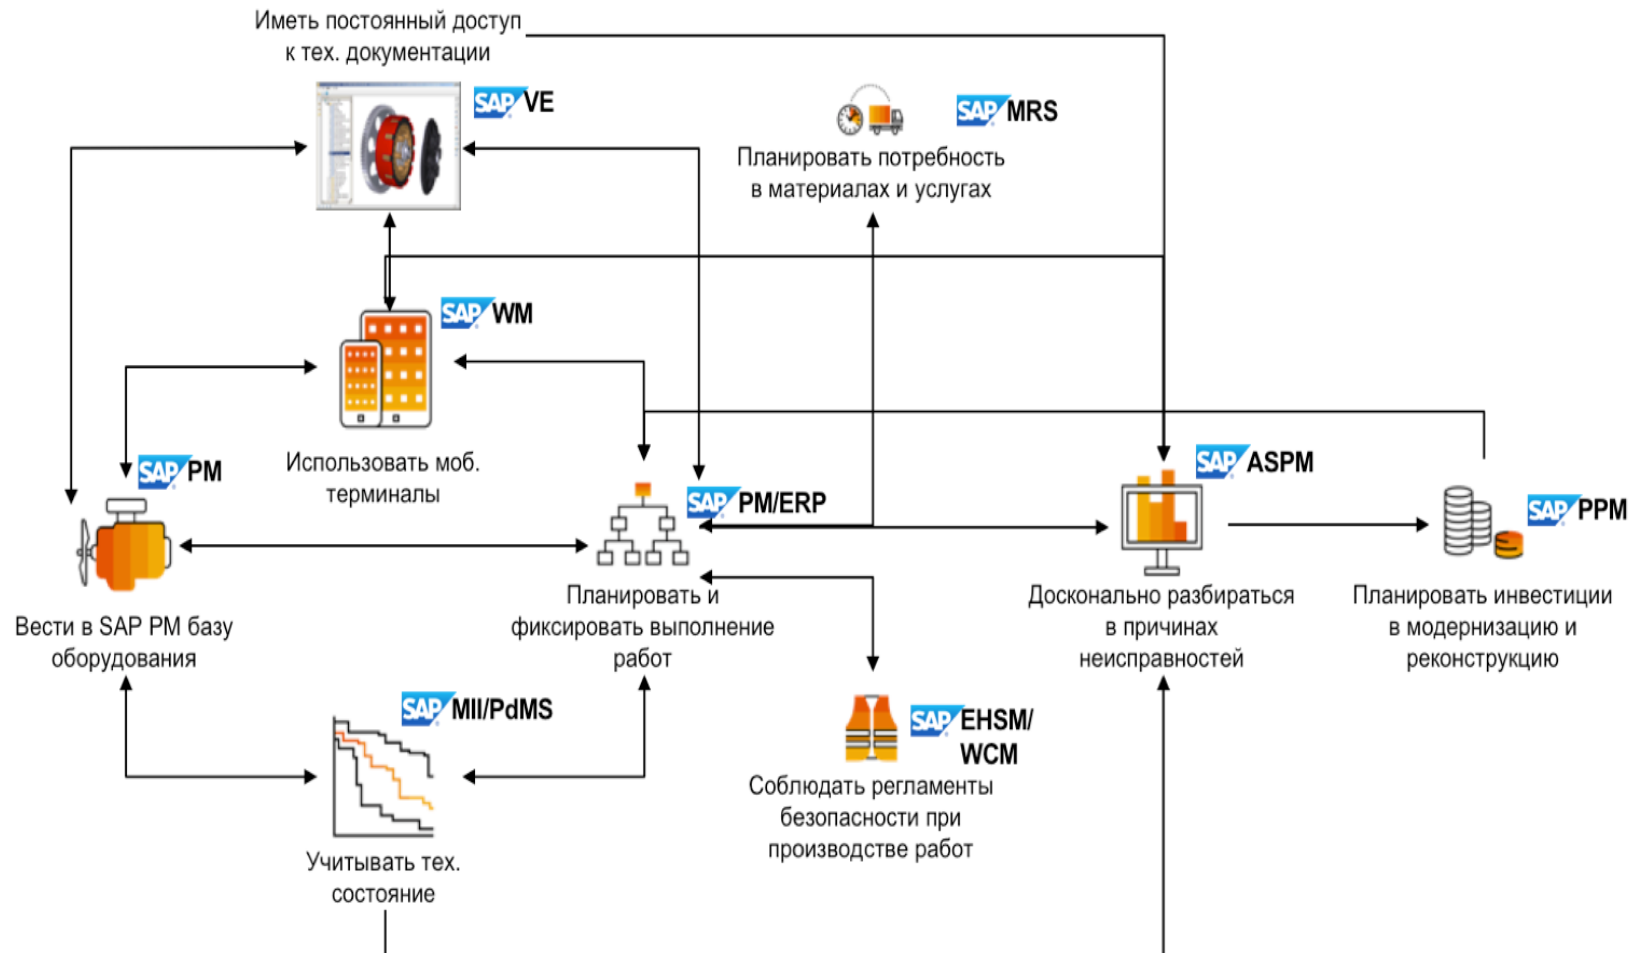 Иметь постоянный доступ
к тех. документации
SAP VE
SAP MRS
Планировать потребность
в материалах и услугах
SAP WM
Использовать моб.
терминалы
SAP PM
SAP PM/ERP
SAP ASPM
SAP PPM
Вести в SAP PM базу
оборудования
Планировать и
фиксировать выполнение
работ
Досконально разбираться
в причинах
неисправностей
Планировать инвестиции
в модернизацию и
реконструкцию
SAP MII/PdMS
SAP EHSM/
WCM
Соблюдать регламенты
безопасности при
производстве работ
Учитывать тех.
состояние